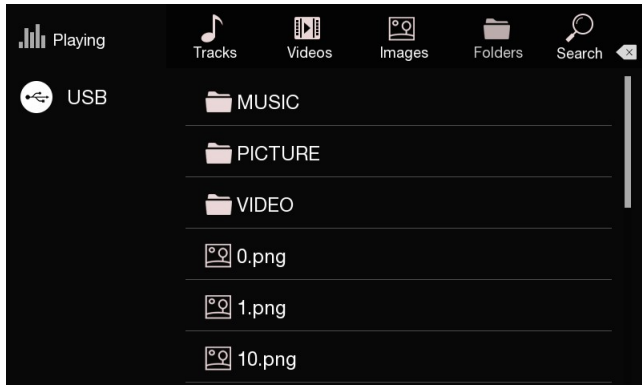 Playing
Tracks
Videos
Images
Folders
Search
USB
MUSIC
PICTURE
VIDEO
0.png
1.png
10.png